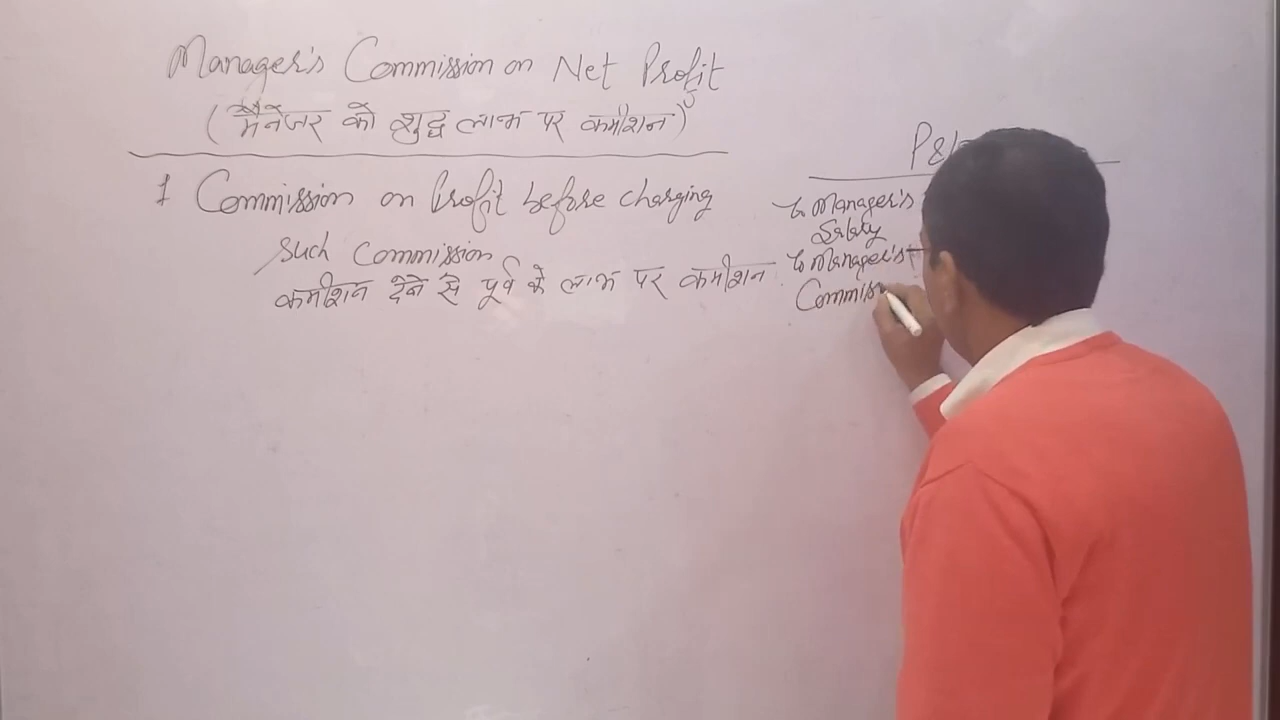 Manager's Commission on Net Profit
(मैनेजर को शुद्ध लाभ पर कमीशन)
1 Commission on Profit before charging
such Commission
कमीशन देने से पूर्व के लाभ पर कमीशन
P&L
To Manager's
Salary
To Manager's
Commiss